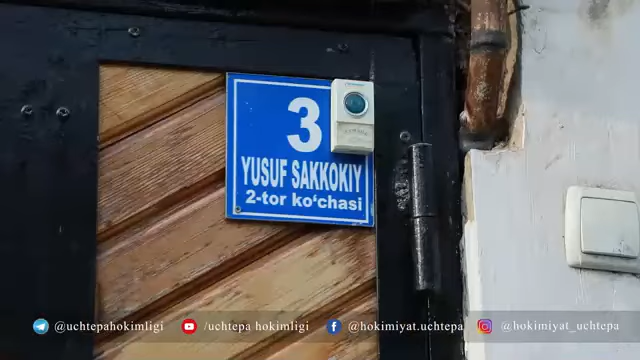 3
YUSUF SAKKOKIY
2-tor ko‘chasi
@uchtepahokimligi /uchtepa hokimligi @hokimiyat.uchtepa @hokimiyat_uchtepa